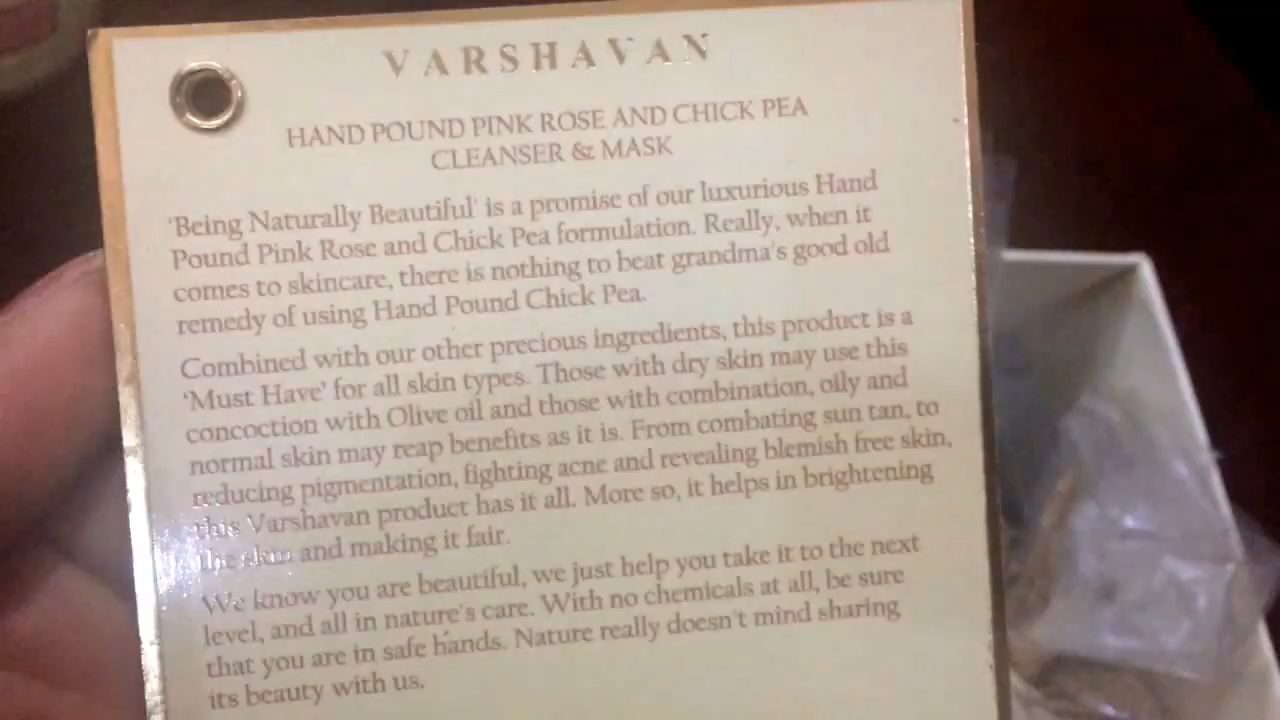 VARSHAVAN
HAND POUND PINK ROSE AND CHICK PEA
CLEANSER & MASK
'Being Naturally Beautiful' is a promise of our luxurious Hand
Pound Pink Rose and Chick Pea formulation. Really, when it
comes to skincare, there is nothing to beat grandma's good old
remedy of using Hand Pound Chick Pea.
Combined with our other precious ingredients, this product is a
'Must Have' for all skin types. Those with dry skin may use this
concoction with Olive oil and those with combination, oily and
normal skin may reap benefits as it is. From combating sun tan, to
reducing pigmentation, fighting acne and revealing blemish free skin,
this Varshavan product has it all. More so, it helps in brightening
the skin and making it fair.
We know you are beautiful, we just help you take it to the next
level, and all in nature's care. With no chemicals at all, be sure
that you are in safe hands. Nature really doesn't mind sharing
its beauty with us.